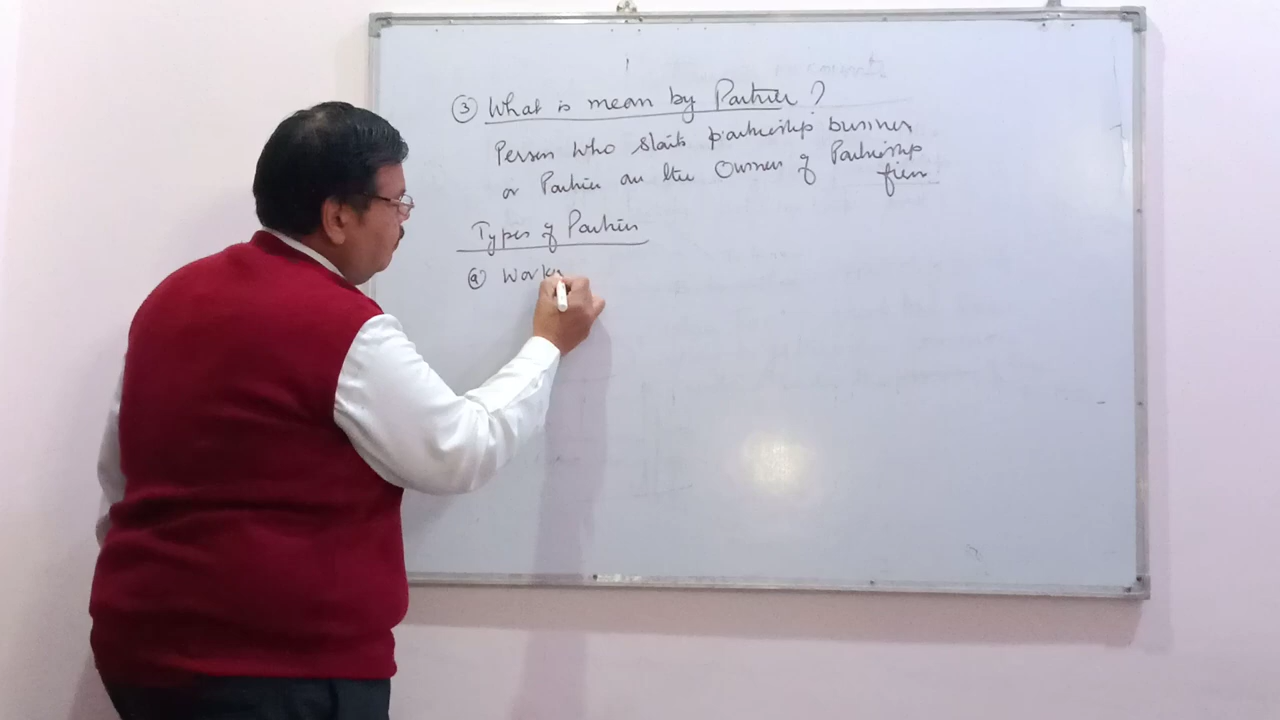 ③ What is mean by Partner ?
Person who starts partnership business
or Partner are the Owner of Partnership
firm
Types of Partner
ⓐ Work